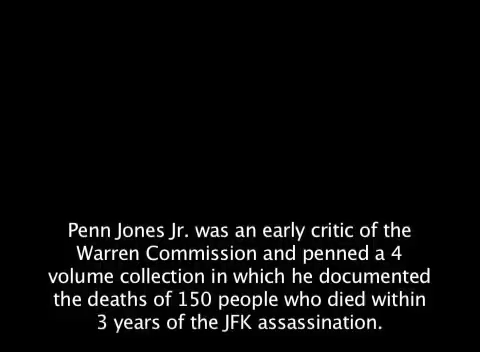 Penn Jones Jr. was an early critic of the
Warren Commission and penned a 4
volume collection in which he documented
the deaths of 150 people who died within
3 years of the JFK assassination.